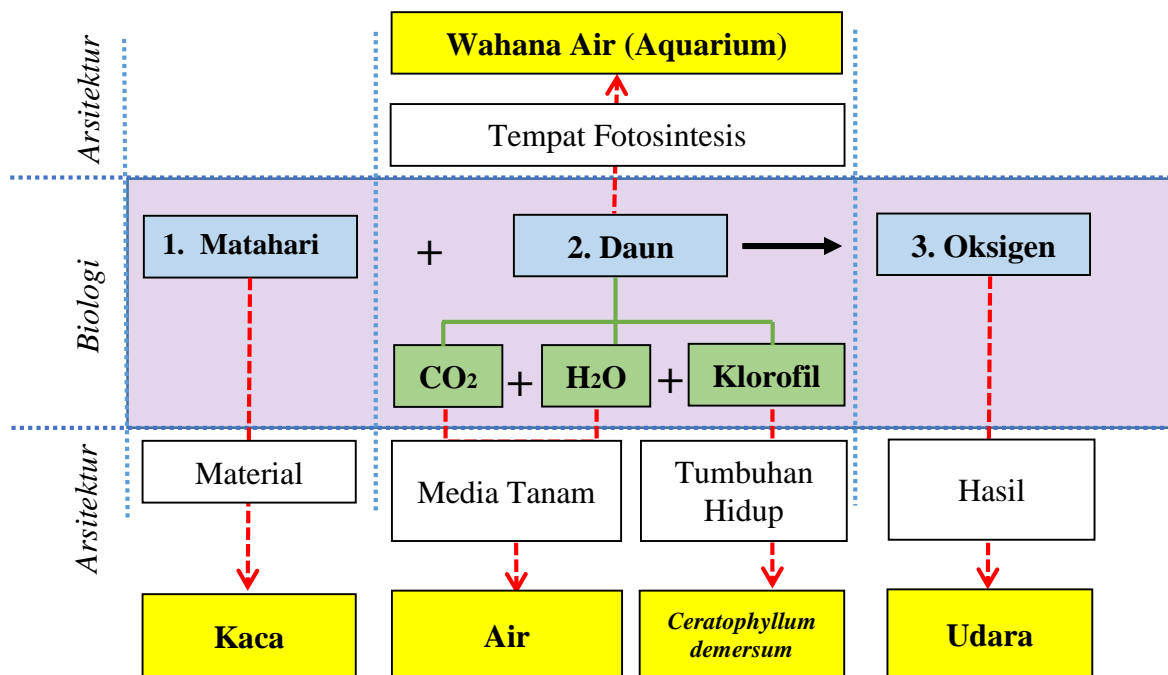 Arsitektur
Wahana Air (Aquarium)
Tempat Fotosintesis
Biologi
1. Matahari
+
2. Daun
3. Oksigen
CO2
+
H2O
+
Klorofil
Arsitektur
Material
Media Tanam
Tumbuhan
Hidup
Hasil
Kaca
Air
Ceratophyllum
demersum
Udara